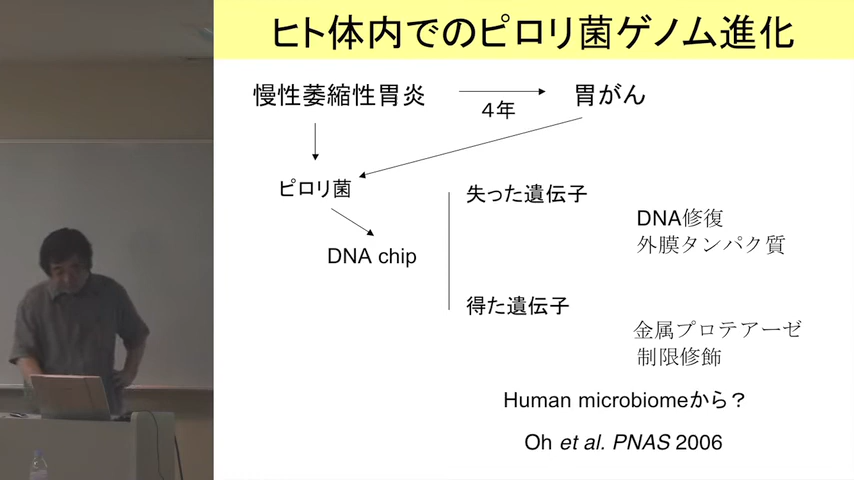 ヒト体内でのピロリ菌ゲノム進化
慢性萎縮性胃炎
4年
胃がん
ピロリ菌
DNA chip
失った遺伝子
DNA修復
外膜タンパク質
得た遺伝子
金属プロテアーゼ
制限修飾
Human microbiomeから?
Oh et al. PNAS 2006